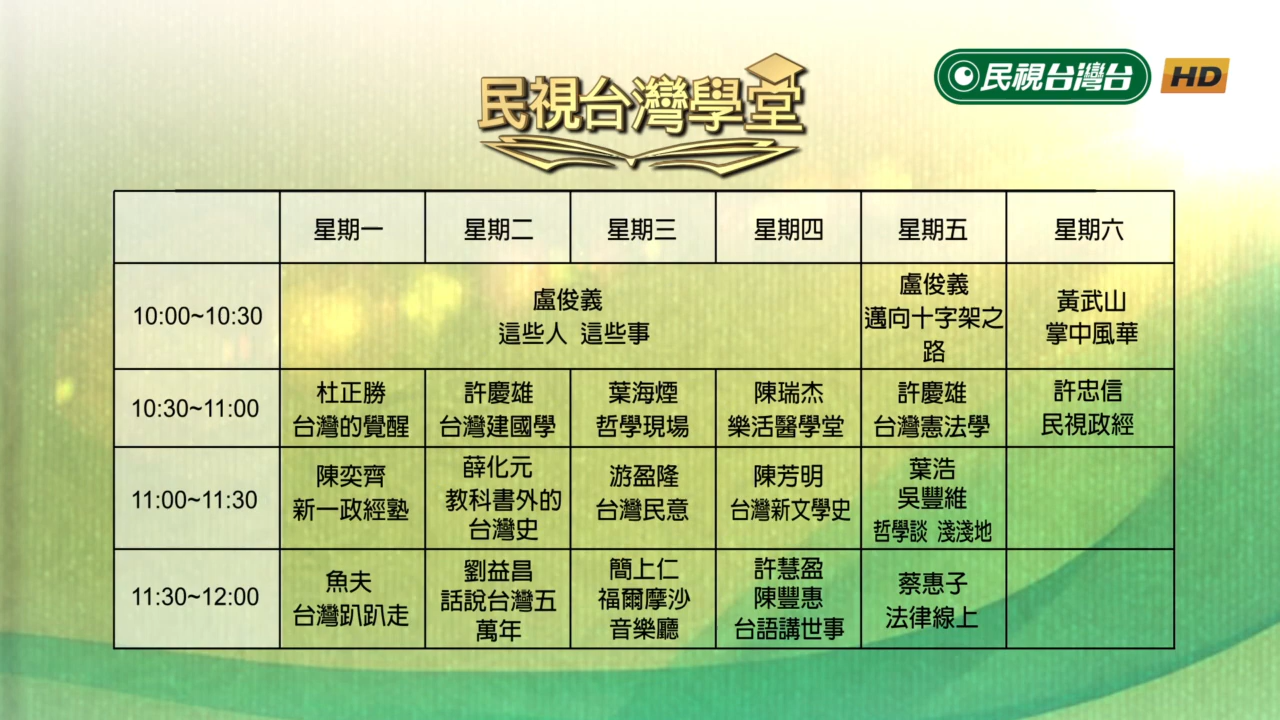 民視台灣學堂
民視台灣台
HD
星期一
星期二
星期三
星期四
星期五
星期六
10:00~10:30
盧俊義
這些人 這些事
盧俊義
邁向十字架之
路
黃武山
掌中風華
10:30~11:00
杜正勝
台灣的覺醒
許慶雄
台灣建國學
葉海煙
哲學現場
陳瑞杰
樂活醫學堂
許慶雄
台灣憲法學
許忠信
民視政經
11:00~11:30
陳奕齊
新一政經塾
薛化元
教科書外的
台灣史
游盈隆
台灣民意
陳芳明
台灣新文學史
葉浩
吳豐維
哲學談 淺淺地
11:30~12:00
魚夫
台灣趴趴走
劉益昌
話說台灣五
萬年
簡上仁
福爾摩沙
音樂廳
許慧盈
陳豐惠
台語講世事
蔡惠子
法律線上